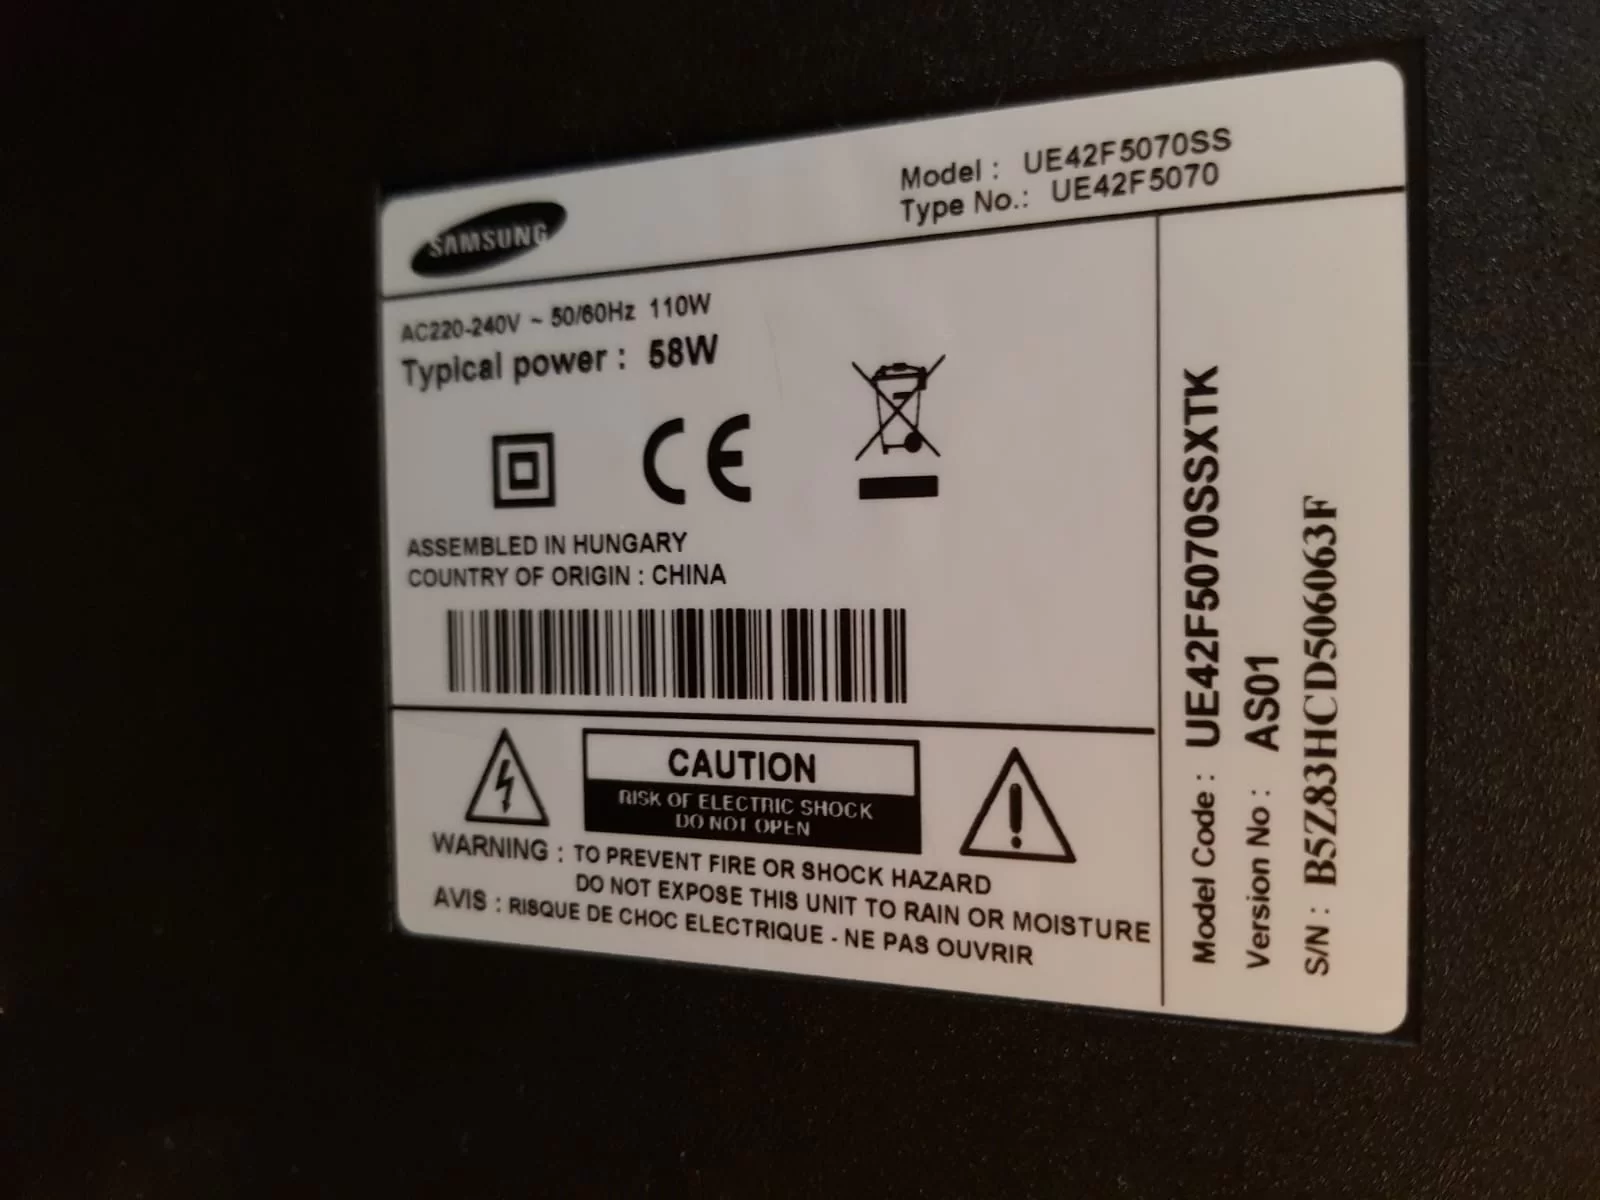 SAMSUNG
Model : UE42F5070SS
Type No.: UE42F5070
AC220-240V ~ 50/60Hz 110W
Typical power : 58W
CE
ASSEMBLED IN HUNGARY
COUNTRY OF ORIGIN : CHINA
CAUTION
RISK OF ELECTRIC SHOCK
DO NOT OPEN
WARNING : TO PREVENT FIRE OR SHOCK HAZARD
DO NOT EXPOSE THIS UNIT TO RAIN OR MOISTURE
AVIS : RISQUE DE CHOC ELECTRIQUE - NE PAS OUVRIR
Model Code : UE42F5070SSXTK
Version No : AS01
S/N : B5Z83HCD506063F